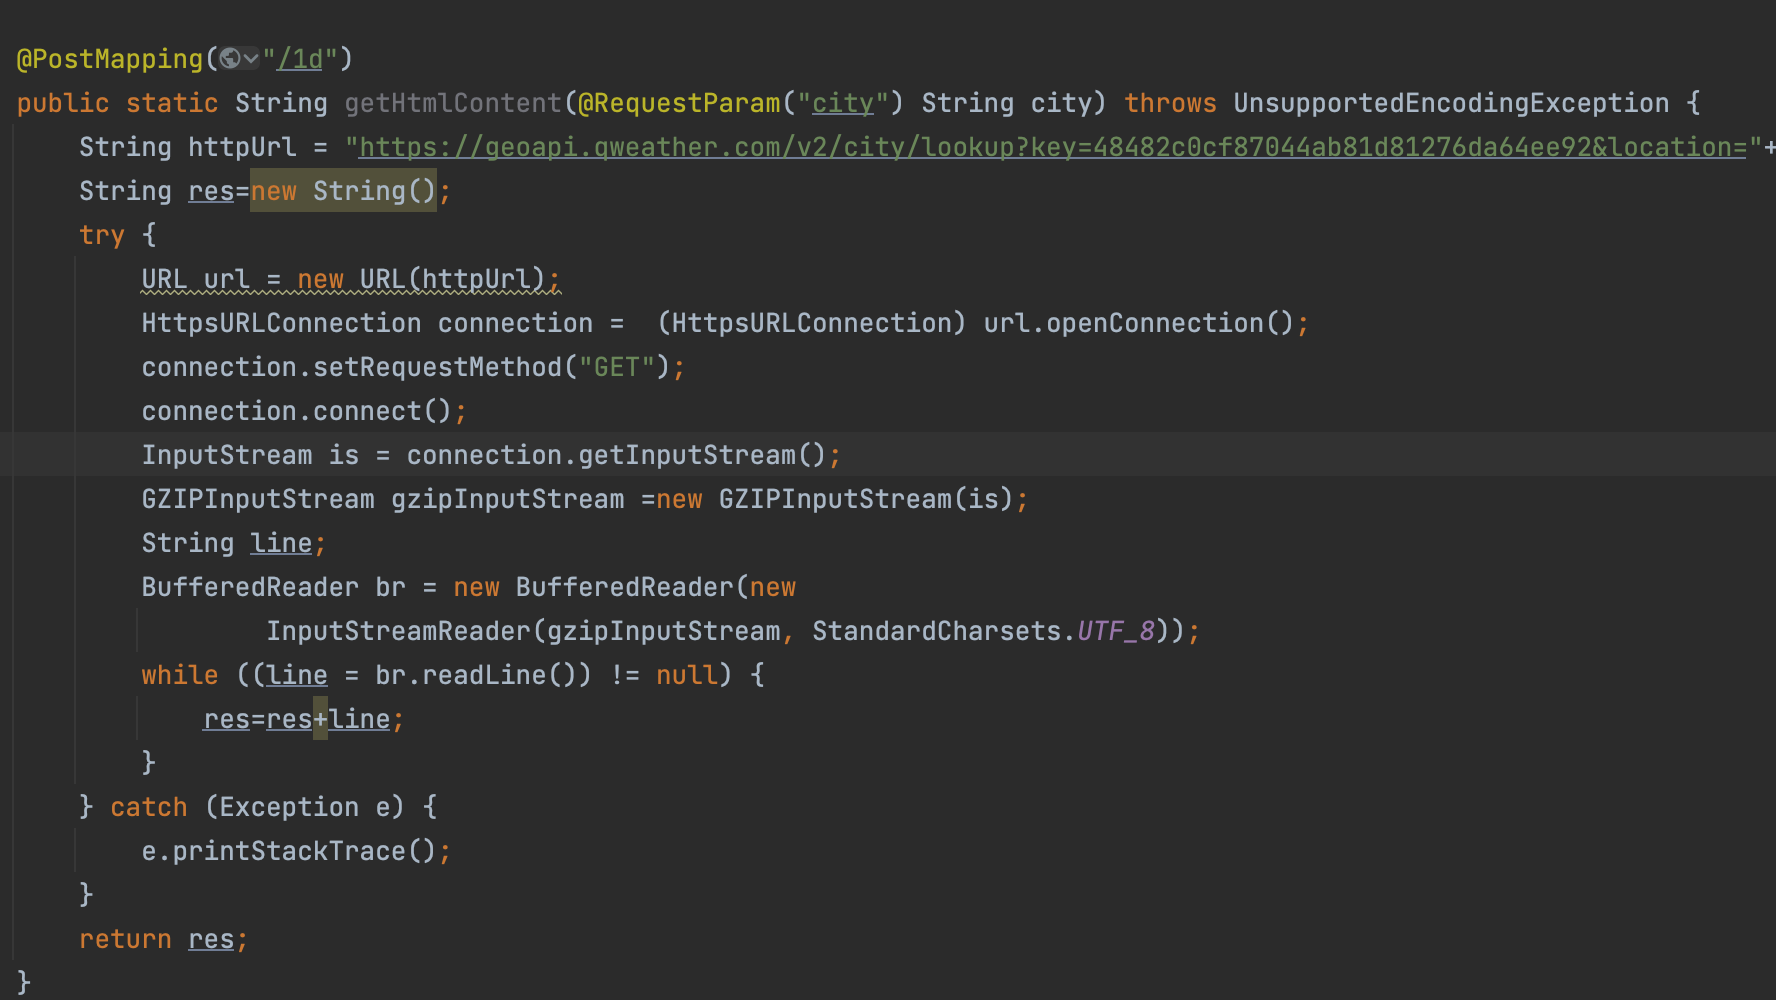 @PostMapping("/1d")
public static String getHtmlContent(@RequestParam("city") String city) throws UnsupportedEncodingException {
    String httpUrl = "https://geoapi.qweather.com/v2/city/lookup?key=48482c0cf87044ab81d81276da64ee92&location="+
    String res=new String();
    try {
        URL url = new URL(httpUrl);
        HttpsURLConnection connection =  (HttpsURLConnection) url.openConnection();
        connection.setRequestMethod("GET");
        connection.connect();
        InputStream is = connection.getInputStream();
        GZIPInputStream gzipInputStream =new GZIPInputStream(is);
        String line;
        BufferedReader br = new BufferedReader(new
                InputStreamReader(gzipInputStream, StandardCharsets.UTF_8));
        while ((line = br.readLine()) != null) {
            res=res+line;
        }
    } catch (Exception e) {
        e.printStackTrace();
    }
    return res;
}